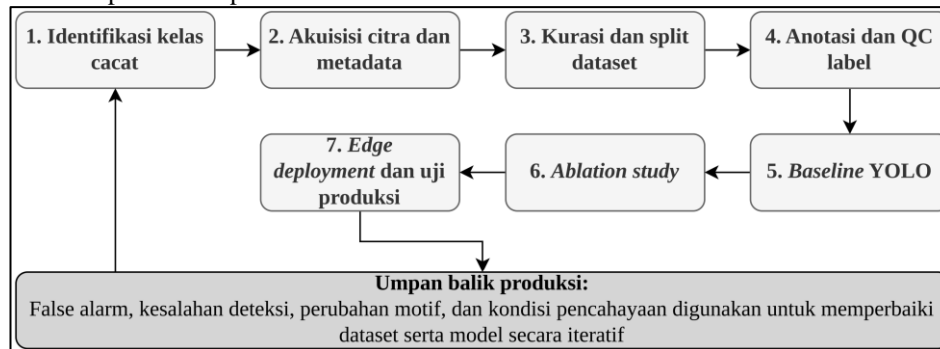 1. Identifikasi kelas
cacat
2. Akuisisi citra dan
metadata
3. Kurasi dan split
dataset
4. Anotasi dan QC
label
5. Baseline YOLO
6. Ablation study
7. Edge
deployment dan uji
produksi
Umpan balik produksi:
False alarm, kesalahan deteksi, perubahan motif, dan kondisi pencahayaan digunakan untuk memperbaiki
dataset serta model secara iteratif